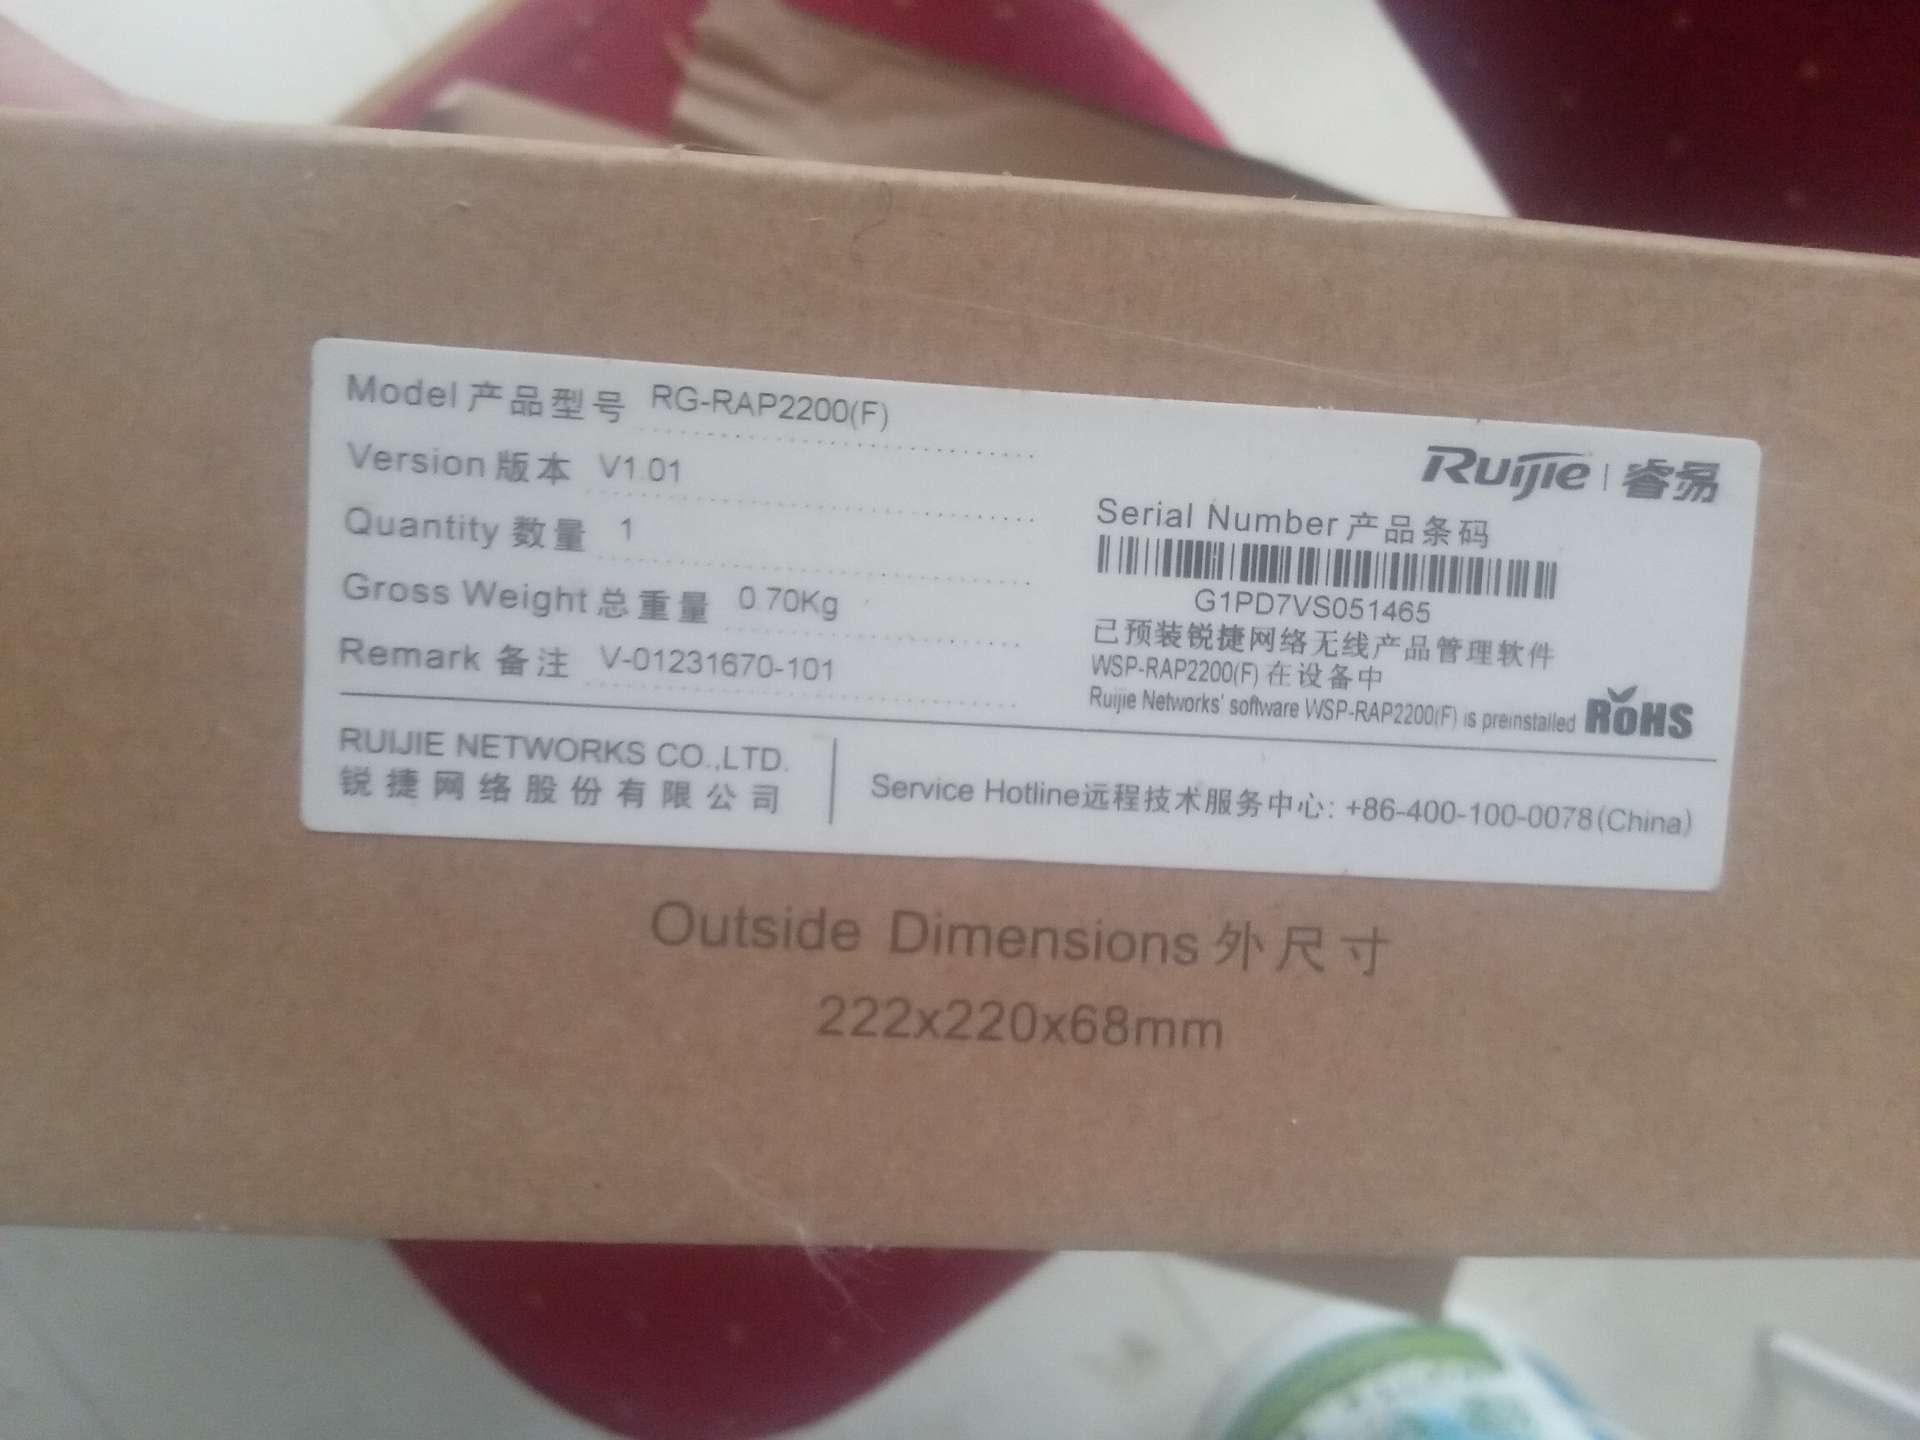 Model 产品型号 RG-RAP2200(F)
Version 版本 V1.01
Quantity 数量 1
Gross Weight 总重量 0.70Kg
Remark 备注 V-01231670-101
Ruijie | 睿易
Serial Number 产品条码
G1PD7VS051465
已预装锐捷网络无线产品管理软件
WSP-RAP2200(F) 在设备中
Ruijie Networks' software WSP-RAP2200(F) is preinstalled
RoHS
RUIJIE NETWORKS CO.,LTD.
锐捷网络股份有限公司
Service Hotline远程技术服务中心: +86-400-100-0078(China)
Outside Dimensions 外尺寸
222x220x68mm